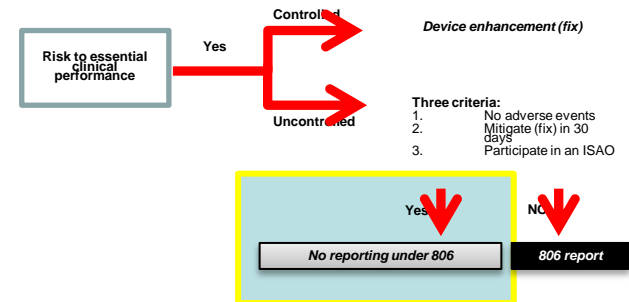 Controlled
Device enhancement (fix)
Yes
Risk to essential
clinical
performance
Uncontrolled
Three criteria:
1. No adverse events
2. Mitigate (fix) in 30
days
3. Participate in an ISAO
Yes
NO
No reporting under 806
806 report